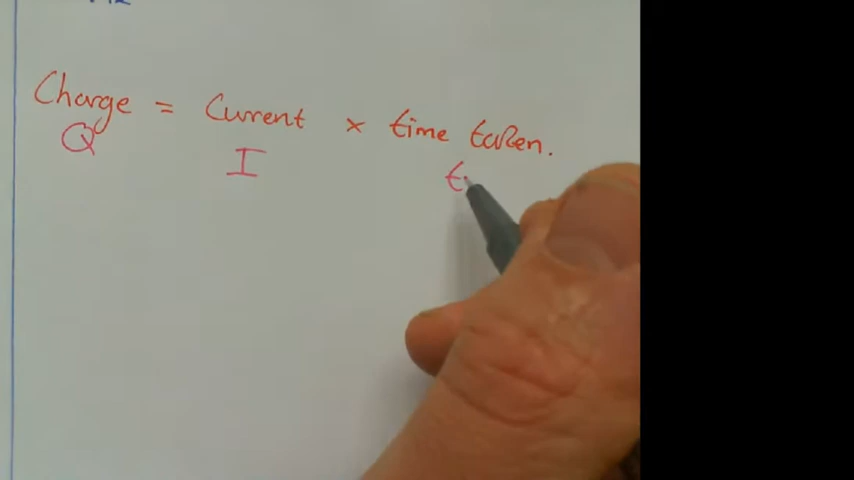 Charge = Current × time taken.
Q I t